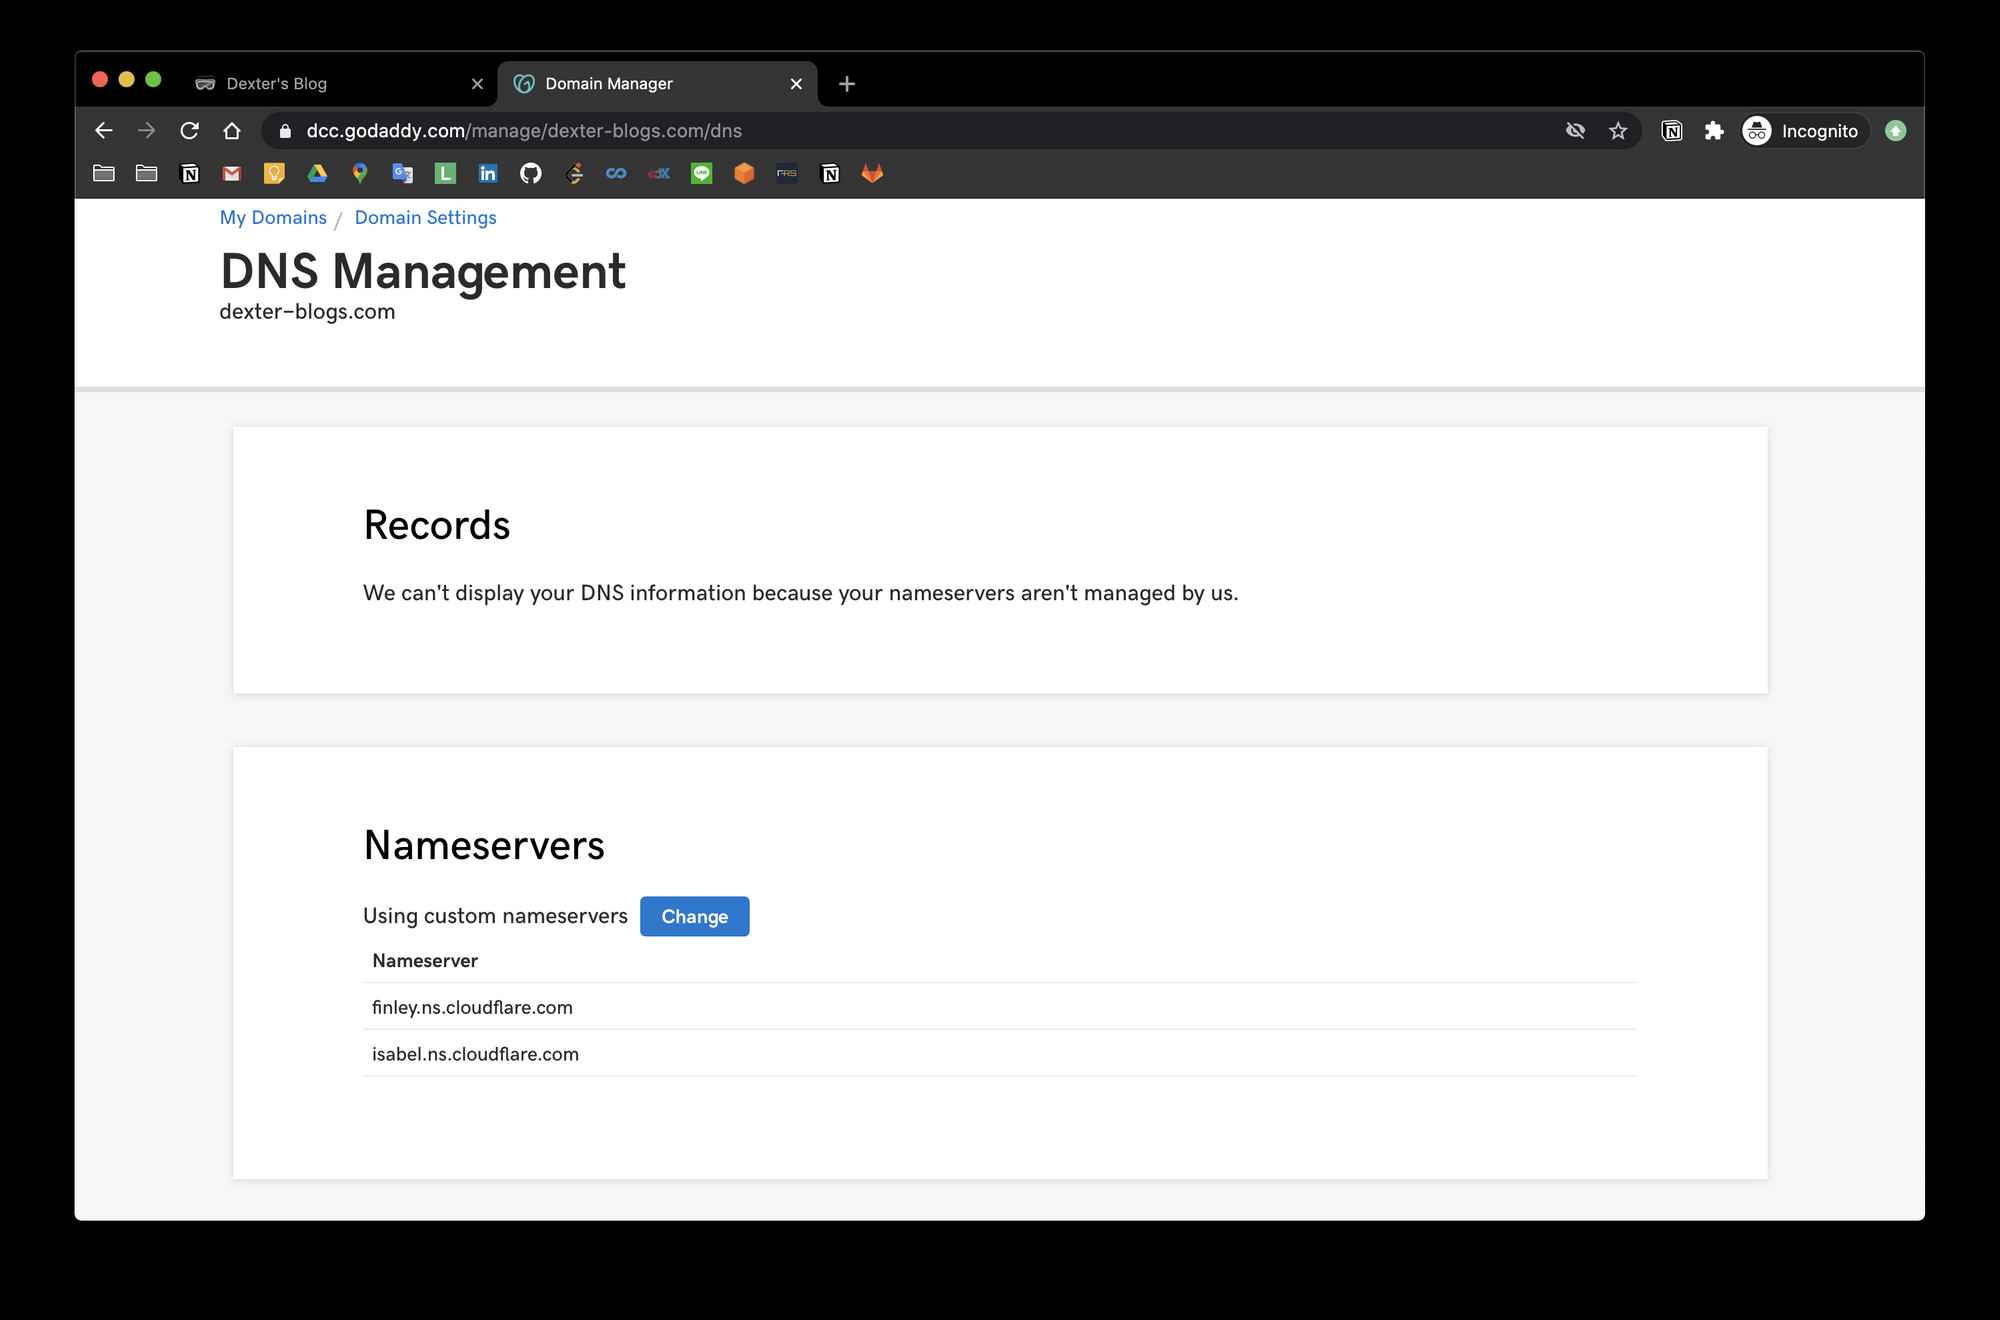 Dexter's Blog
Domain Manager
dcc.godaddy.com/manage/dexter-blogs.com/dns
Incognito
My Domains / Domain Settings
DNS Management
dexter-blogs.com
Records
We can't display your DNS information because your nameservers aren't managed by us.
Nameservers
Using custom nameservers Change
Nameserver
finley.ns.cloudflare.com
isabel.ns.cloudflare.com